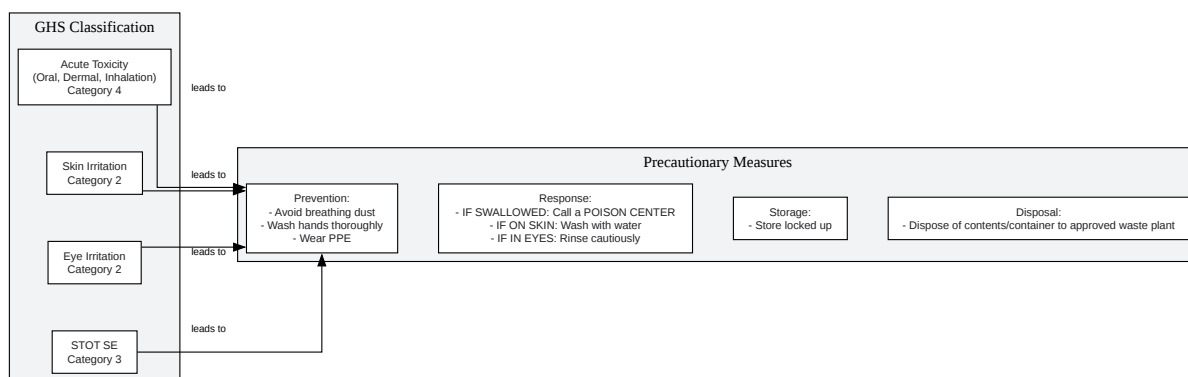 GHS Classification
Acute Toxicity
(Oral, Dermal, Inhalation)
Category 4
leads to
Skin Irritation
Category 2
leads to
Eye Irritation
Category 2
leads to
STOT SE
Category 3
leads to
Precautionary Measures
Prevention:
- Avoid breathing dust
- Wash hands thoroughly
- Wear PPE
Response:
- IF SWALLOWED: Call a POISON CENTER
- IF ON SKIN: Wash with water
- IF IN EYES: Rinse cautiously
Storage:
- Store locked up
Disposal:
- Dispose of contents/container to approved waste plant